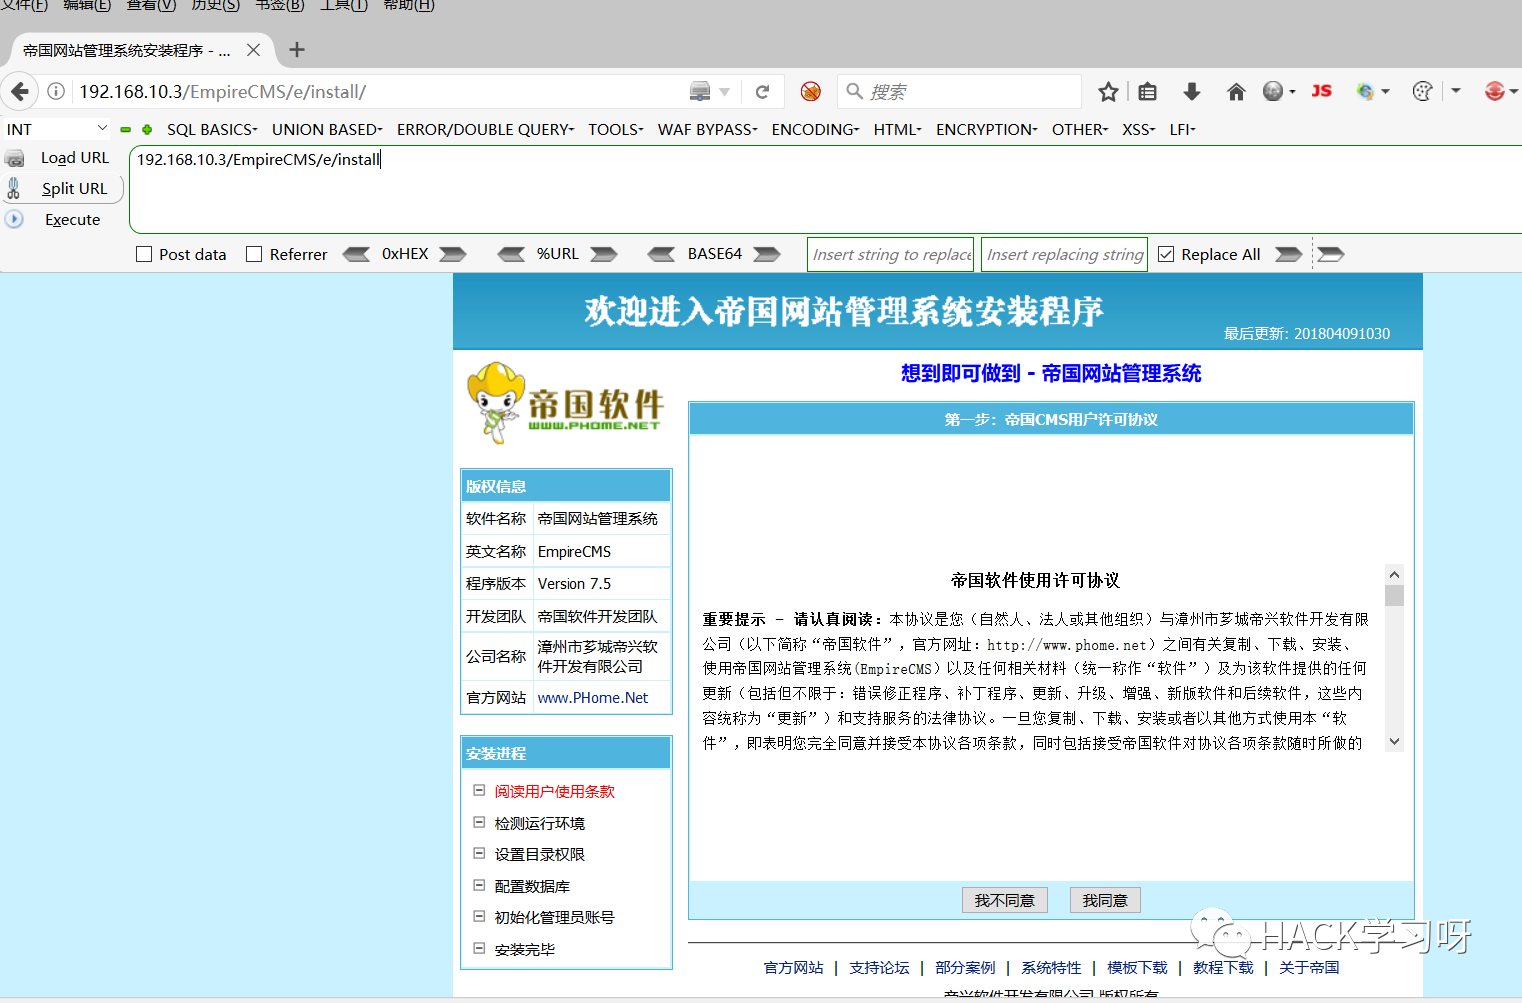 文件(F) 编辑(E) 查看(V) 历史(S) 书签(B) 工具(T) 帮助(H)
帝国网站管理系统安装程序 - ...
192.168.10.3/EmpireCMS/e/install/
搜索
JS
INT
SQL BASICS UNION BASED ERROR/DOUBLE QUERY TOOLS WAF BYPASS ENCODING HTML ENCRYPTION OTHER XSS LFI
Load URL
192.168.10.3/EmpireCMS/e/install
Split URL
Execute
Post data Referrer 0xHEX %URL BASE64 Insert string to replace Insert replacing string Replace All
欢迎进入帝国网站管理系统安装程序
最后更新: 201804091030
帝国软件
WWW.PHOME.NET
想到即可做到 - 帝国网站管理系统
第一步：帝国CMS用户许可协议
版权信息
软件名称 帝国网站管理系统
英文名称 EmpireCMS
程序版本 Version 7.5
开发团队 帝国软件开发团队
公司名称 漳州市芗城帝兴软
件开发有限公司
官方网站 www.PHome.Net
安装进程
阅读用户使用条款
检测运行环境
设置目录权限
配置数据库
初始化管理员账号
安装完毕
帝国软件使用许可协议
重要提示 - 请认真阅读：本协议是您（自然人、法人或其他组织）与漳州市芗城帝兴软件开发有限
公司（以下简称“帝国软件”，官方网址：http://www.phome.net）之间有关复制、下载、安装、
使用帝国网站管理系统(EmpireCMS）以及任何相关材料（统一称作“软件”）及为该软件提供的任何
更新（包括但不限于：错误修正程序、补丁程序、更新、升级、增强、新版软件和后续软件，这些内
容统称为“更新”）和支持服务的法律协议。一旦您复制、下载、安装或者以其他方式使用本“软
件”，即表明您完全同意并接受本协议各项条款，同时包括接受帝国软件对协议各项条款随时所做的
我不同意 我同意
HACK学习呀
官方网站 | 支持论坛 | 部分案例 | 系统特性 | 模板下载 | 教程下载 | 关于帝国
帝兴软件开发有限公司 版权所有